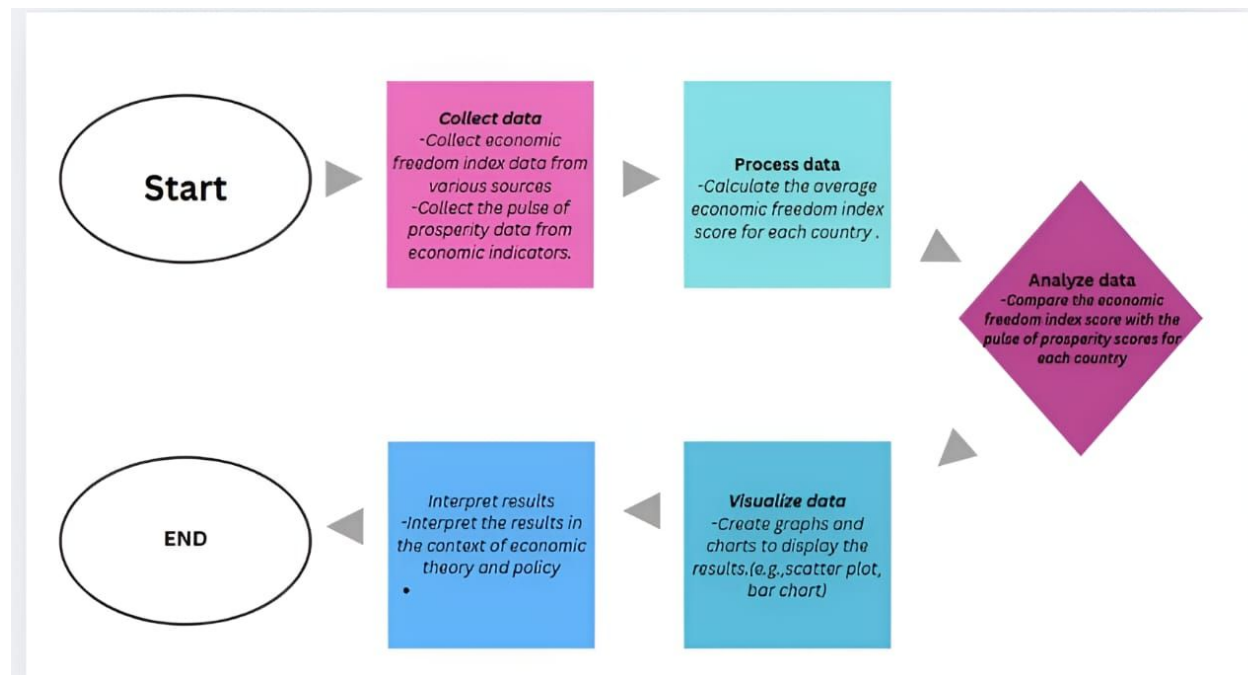 Start
Collect data
-Collect economic
freedom index data from
various sources
-Collect the pulse of
prosperity data from
economic indicators.
Process data
-Calculate the average
economic freedom index
score for each country .
Analyze data
-Compare the economic
freedom index score with the
pulse of prosperity scores for
each country
Visualize data
-Create graphs and
charts to display the
results.(e.g.,scatter plot,
bar chart)
Interpret results
-Interpret the results in
the context of economic
theory and policy
•
END